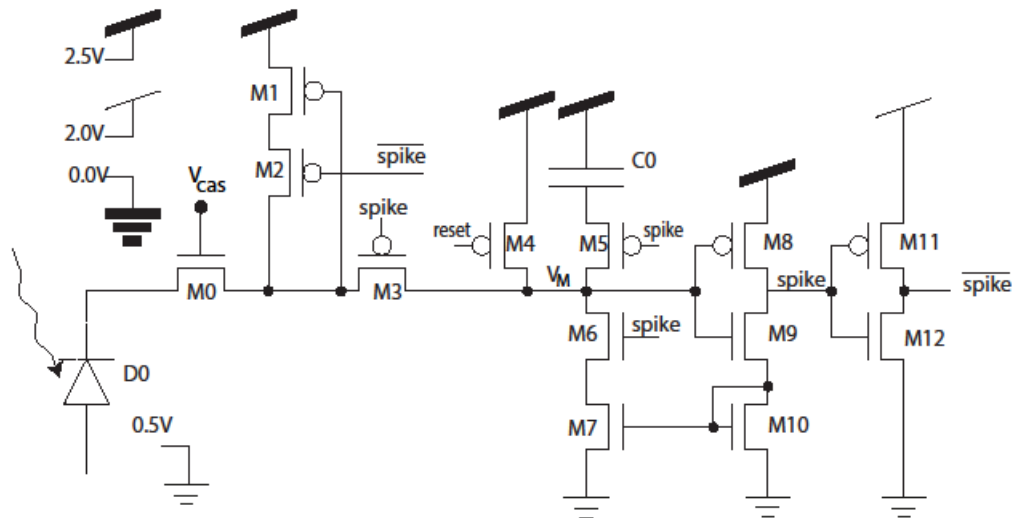 2.5V
2.0V
0.0V
M1
M2
spike
V_cas
spike
M0
M3
reset
M4
V_M
C0
M5
spike
M6
spike
M7
M8
spike
M9
M10
M11
spike
M12
D0
0.5V